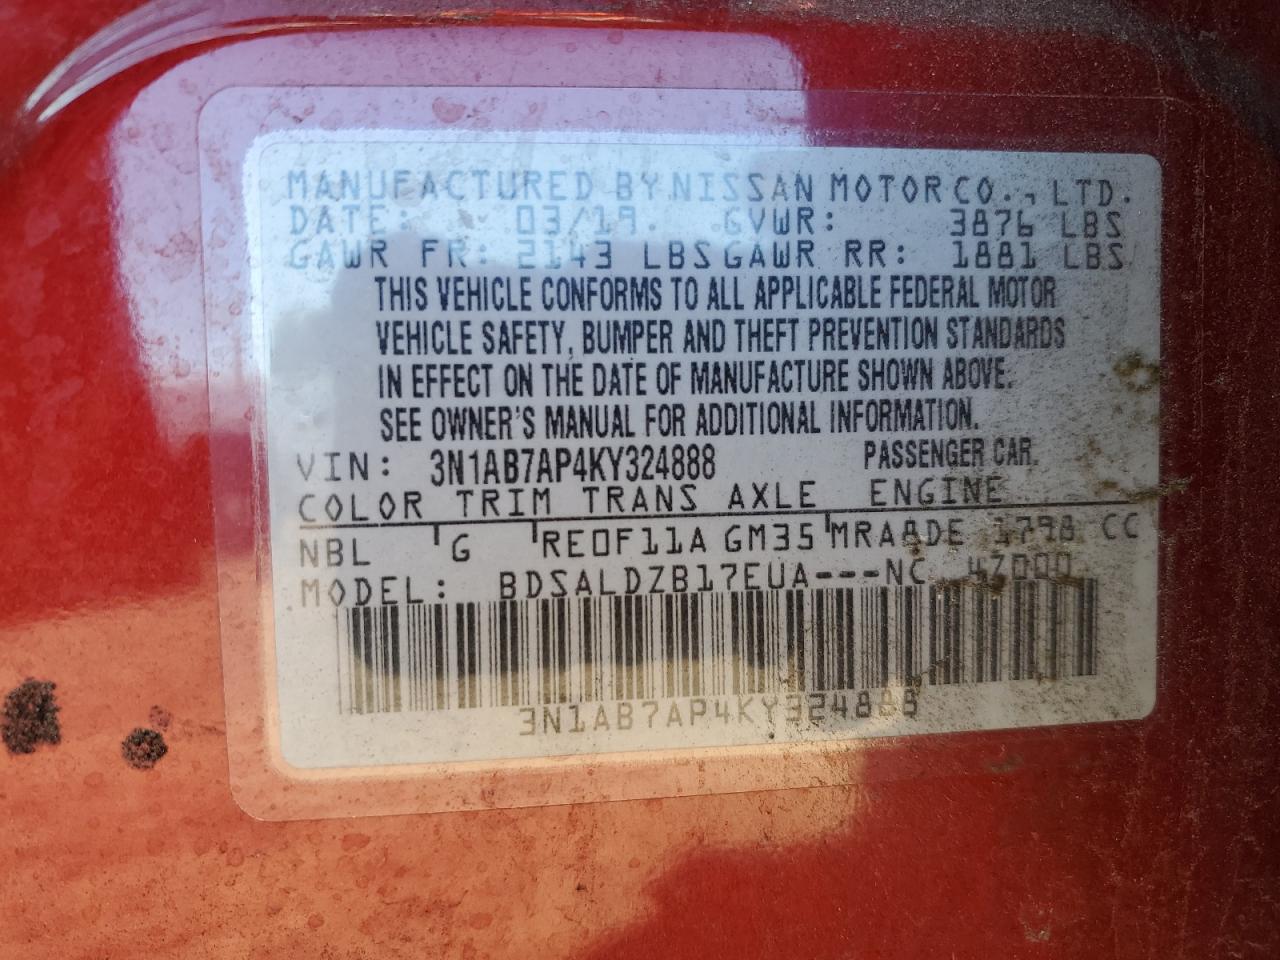 MANUFACTURED BY NISSAN MOTOR CO., LTD.
DATE: 03/19 GVWR: 3876 LBS
GAWR FR: 2143 LBS GAWR RR: 1881 LBS
THIS VEHICLE CONFORMS TO ALL APPLICABLE FEDERAL MOTOR
VEHICLE SAFETY, BUMPER AND THEFT PREVENTION STANDARDS
IN EFFECT ON THE DATE OF MANUFACTURE SHOWN ABOVE.
SEE OWNER'S MANUAL FOR ADDITIONAL INFORMATION.
VIN: 3N1AB7AP4KY324888 PASSENGER CAR
COLOR TRIM TRANS AXLE ENGINE
NBL G RE0F11A GM35 MRA8DE 1798 CC
MODEL: BDSALDZB17EUA---NC 4Z000
3N1AB7AP4KY324888